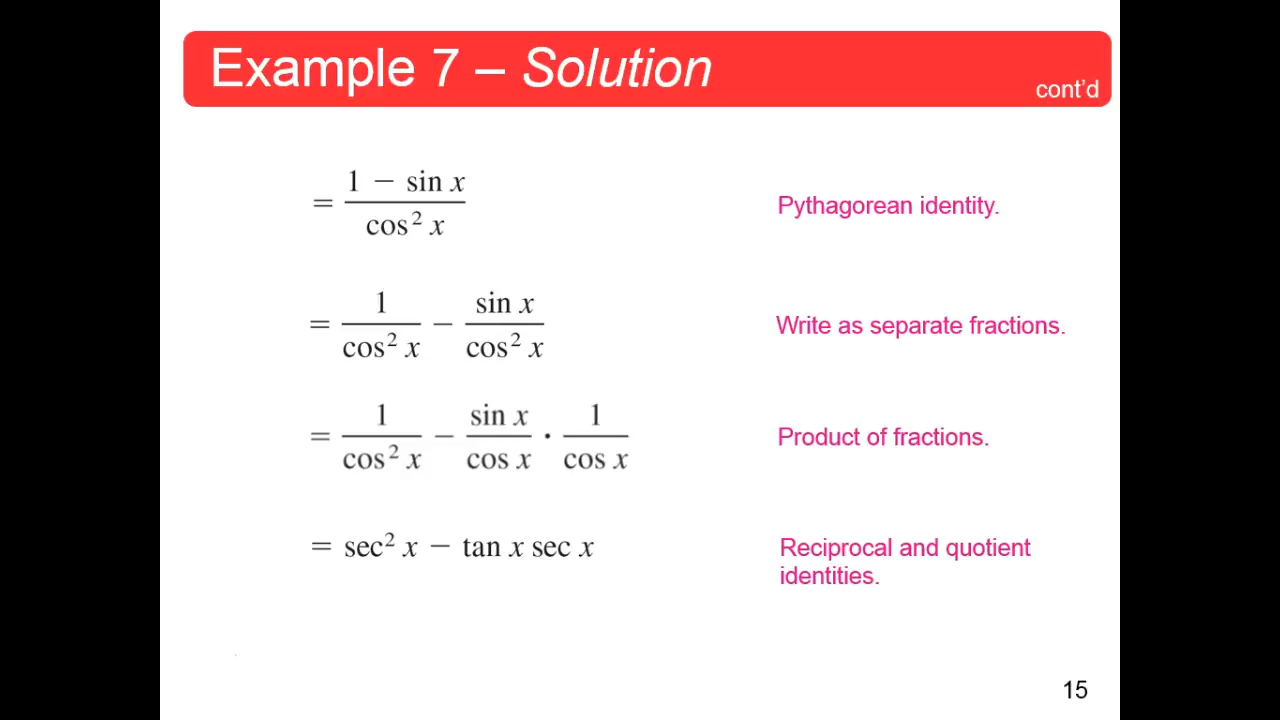 Example 7 – Solution
cont'd
= (1 − sin x) / (cos² x)
Pythagorean identity.
= 1 / (cos² x) − (sin x) / (cos² x)
Write as separate fractions.
= 1 / (cos² x) − (sin x) / (cos x) · 1 / (cos x)
Product of fractions.
= sec² x − tan x sec x
Reciprocal and quotient
identities.
15